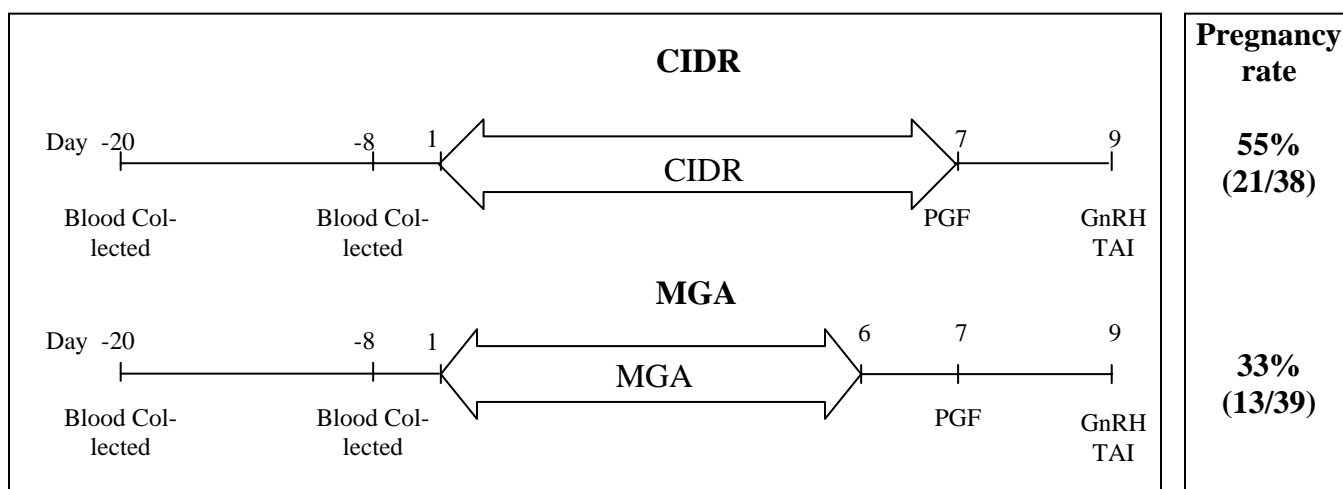 CIDR
Day -20 -8 1 7 9
CIDR
Blood Col-
lected
Blood Col-
lected
PGF
GnRH
TAI
MGA
Day -20 -8 1 6 7 9
MGA
Blood Col-
lected
Blood Col-
lected
PGF
GnRH
TAI
Pregnancy
rate
55%
(21/38)
33%
(13/39)